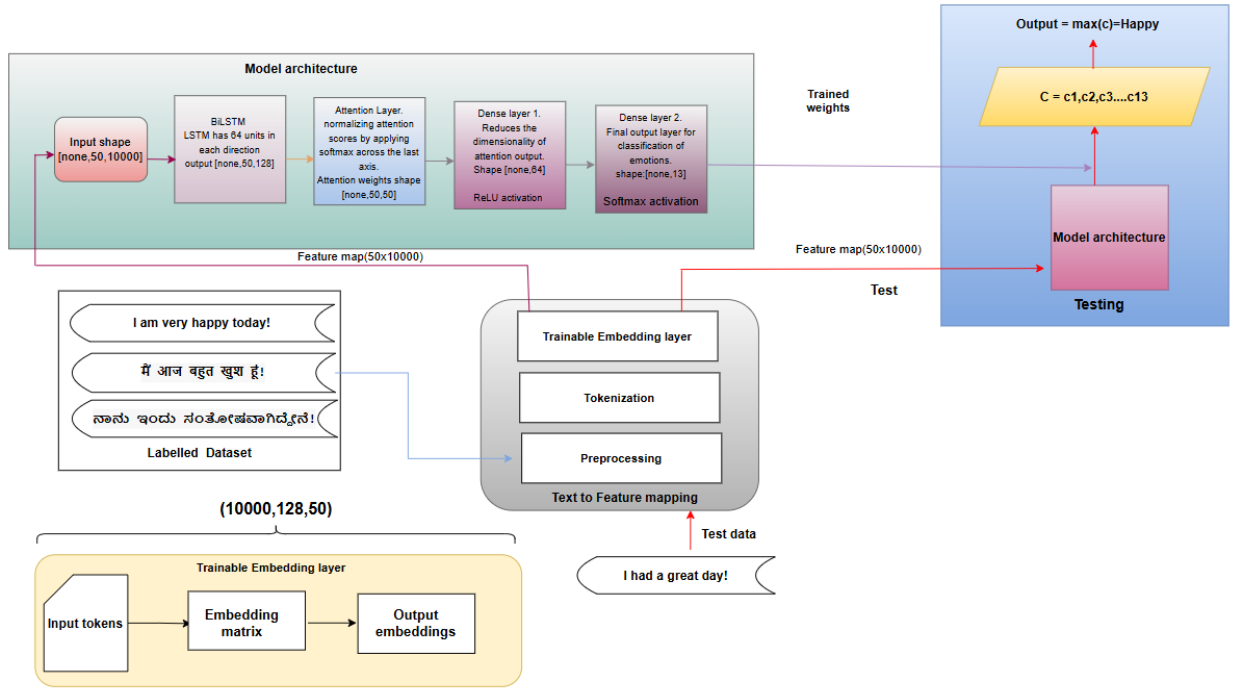 Output = max(c)=Happy
C = c1,c2,c3....c13
Model architecture
Testing
Trained
weights
Model architecture
Input shape
[none,50,10000]
BiLSTM
LSTM has 64 units in
each direction
output [none,50,128]
Attention Layer.
normalizing attention
scores by applying
softmax across the last
axis.
Attention weights shape
[none,50,50]
Dense layer 1.
Reduces the
dimensionality of
attention output.
Shape [none,64]
ReLU activation
Dense layer 2.
Final output layer for
classification of
emotions.
shape:[none,13]
Softmax activation
Feature map(50x10000)
Feature map(50x10000)
Test
I am very happy today!
मैं आज बहुत खुश हूं!
ನಾನು ಇಂದು ಸಂತೋಷವಾಗಿದ್ದೇನೆ!
Labelled Dataset
Trainable Embedding layer
Tokenization
Preprocessing
Text to Feature mapping
Test data
I had a great day!
(10000,128,50)
Trainable Embedding layer
Input tokens
Embedding
matrix
Output
embeddings